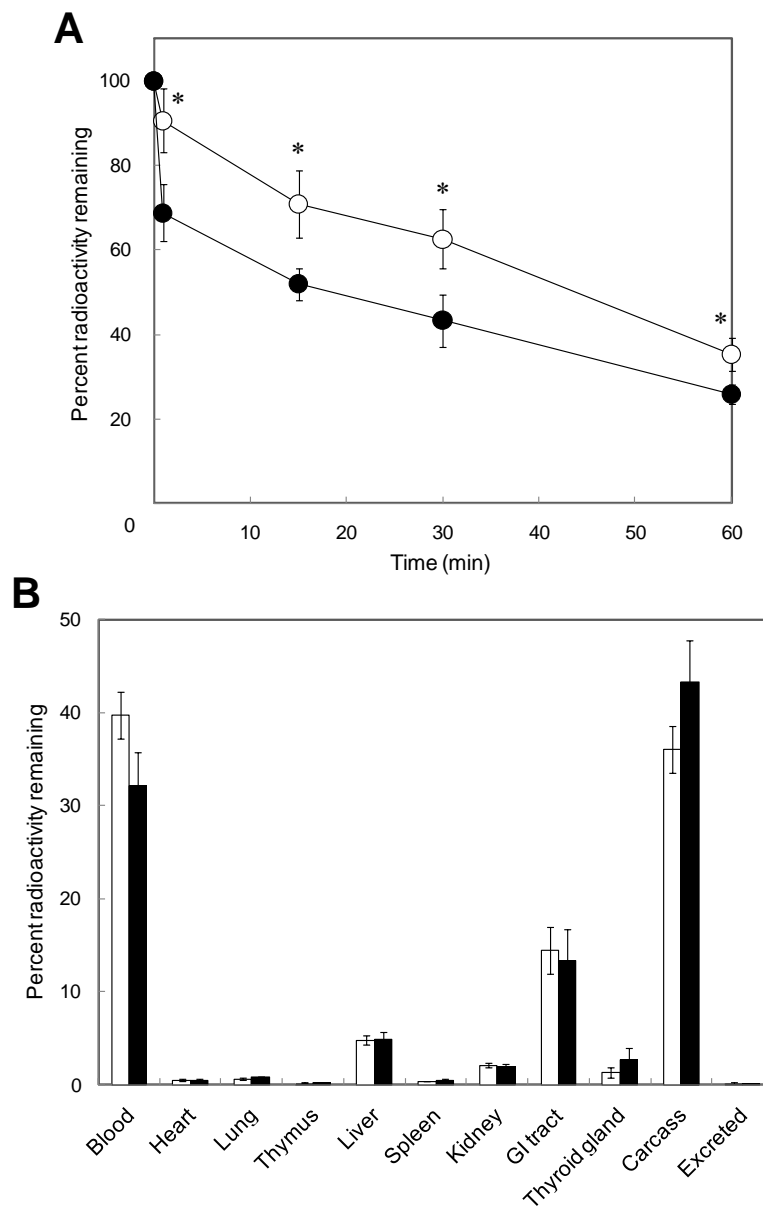 A
Percent radioactivity remaining
100
80
60
40
20
0
*
*
*
*
10 20 30 40 50 60
Time (min)
B
Percent radioactivity remaining
50
40
30
20
10
0
Blood Heart Lung Thymus Liver Spleen Kidney GI tract Thyroid gland Carcass Excreted